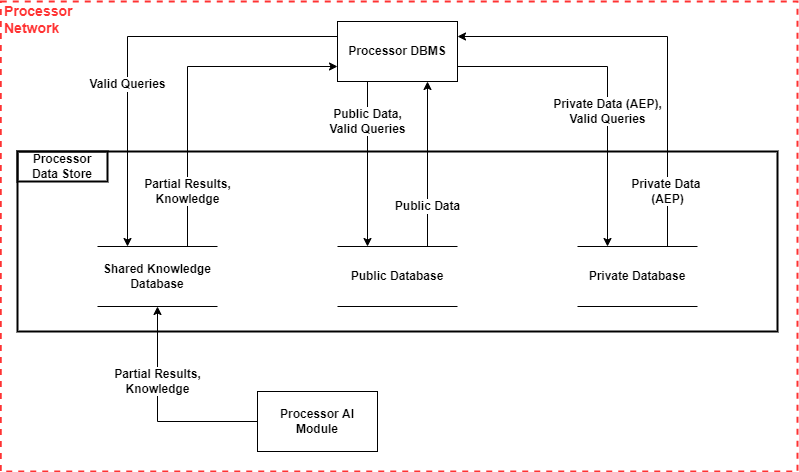 Processor
Network
Processor DBMS
Valid Queries
Public Data,
Valid Queries
Private Data (AEP),
Valid Queries
Processor
Data Store
Partial Results,
Knowledge
Public Data
Private Data
(AEP)
Shared Knowledge
Database
Public Database
Private Database
Partial Results,
Knowledge
Processor AI
Module